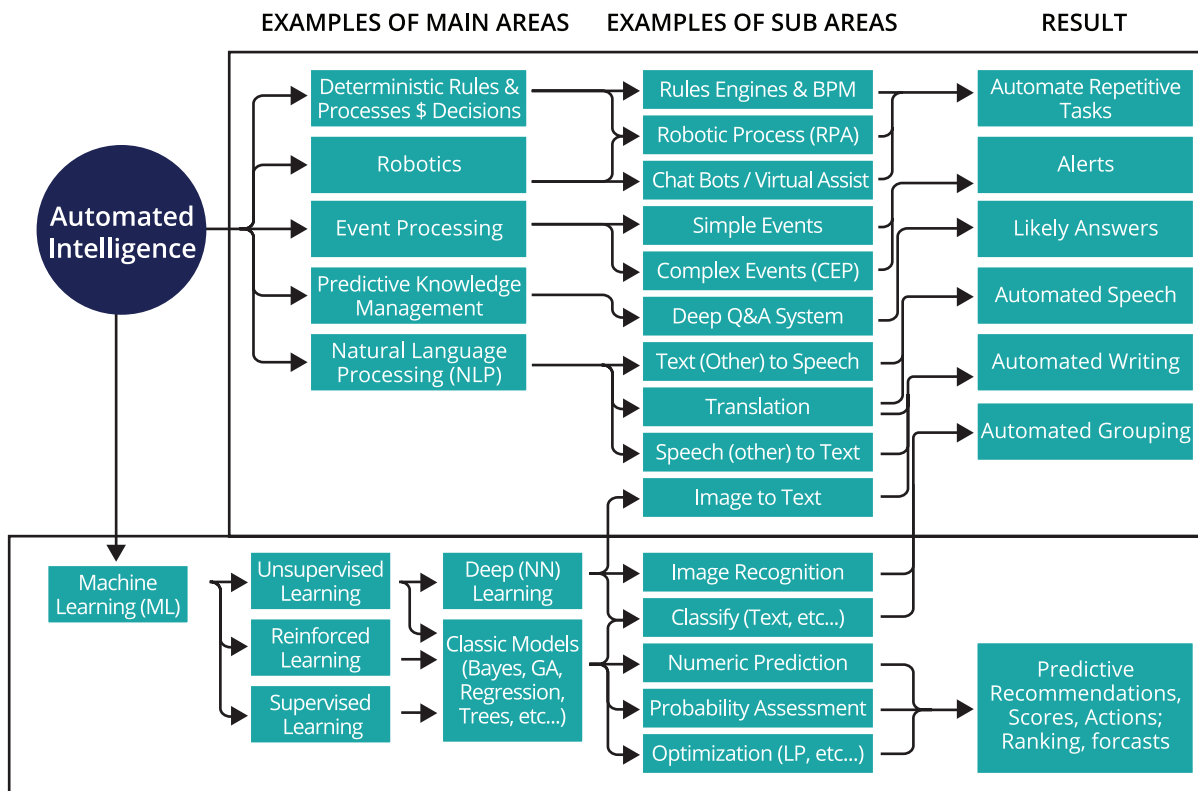 EXAMPLES OF MAIN AREAS
EXAMPLES OF SUB AREAS
RESULT
Automated
Intelligence
Deterministic Rules &
Processes $ Decisions
Robotics
Event Processing
Predictive Knowledge
Management
Natural Language
Processing (NLP)
Rules Engines & BPM
Robotic Process (RPA)
Chat Bots / Virtual Assist
Simple Events
Complex Events (CEP)
Deep Q&A System
Text (Other) to Speech
Translation
Speech (other) to Text
Image to Text
Automate Repetitive
Tasks
Alerts
Likely Answers
Automated Speech
Automated Writing
Automated Grouping
Machine
Learning (ML)
Unsupervised
Learning
Reinforced
Learning
Supervised
Learning
Deep (NN)
Learning
Classic Models
(Bayes, GA,
Regression,
Trees, etc...)
Image Recognition
Classify (Text, etc...)
Numeric Prediction
Probability Assessment
Optimization (LP, etc...)
Predictive
Recommendations,
Scores, Actions;
Ranking, forcasts